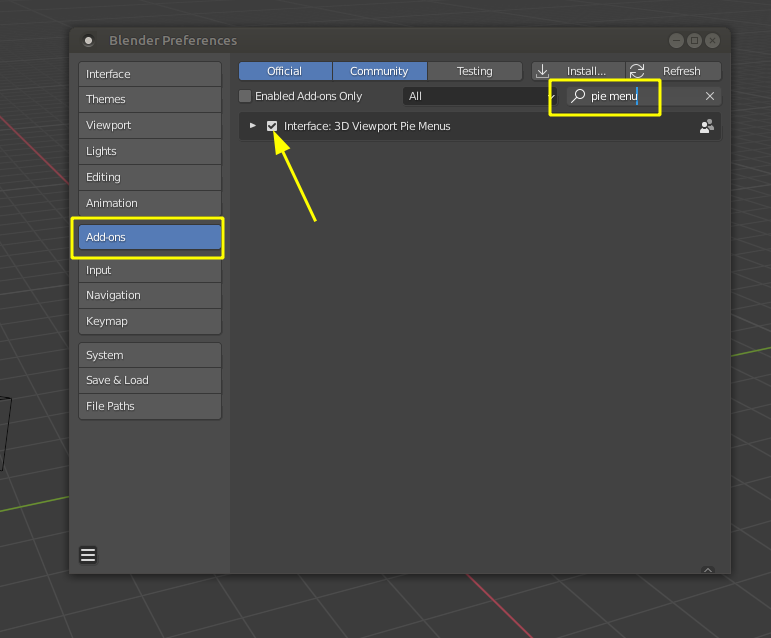 Blender Preferences
Interface
Themes
Viewport
Lights
Editing
Animation
Add-ons
Input
Navigation
Keymap
System
Save & Load
File Paths
Official Community Testing Install... Refresh
Enabled Add-ons Only All pie menu
Interface: 3D Viewport Pie Menus